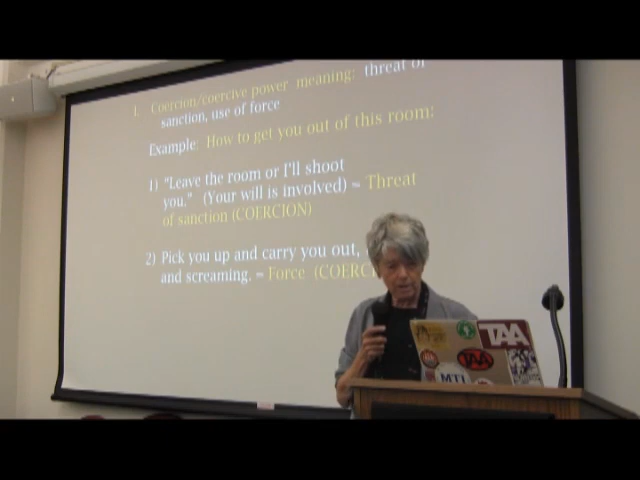 1. Coercion/coercive power meaning: threat of
sanction, use of force
Example: How to get you out of this room:
1) "Leave the room or I'll shoot
you." (Your will is involved) = Threat
of sanction (COERCION)
2) Pick you up and carry you out,
and screaming. = Force (COERC
TAA
TAA
MTI